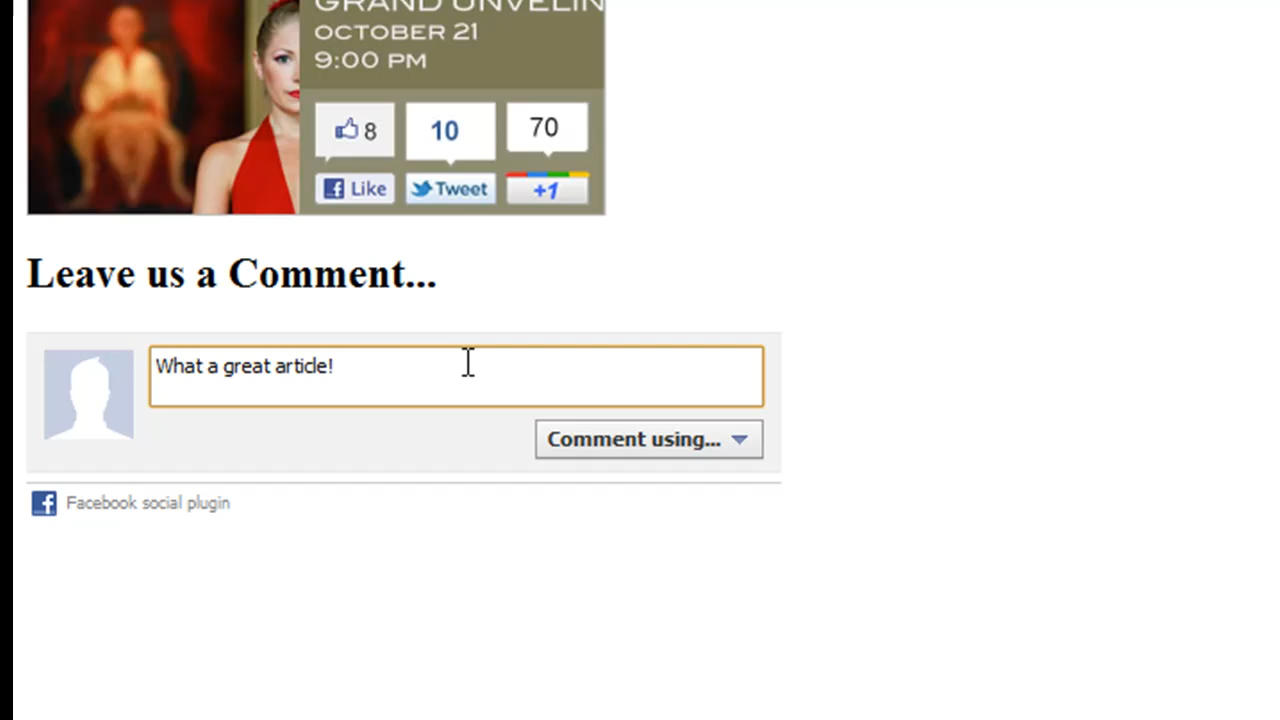 GRAND UNVELIN
OCTOBER 21
9:00 PM
8
10
70
Like
Tweet
+1
Leave us a Comment...
What a great article!
Comment using...
Facebook social plugin